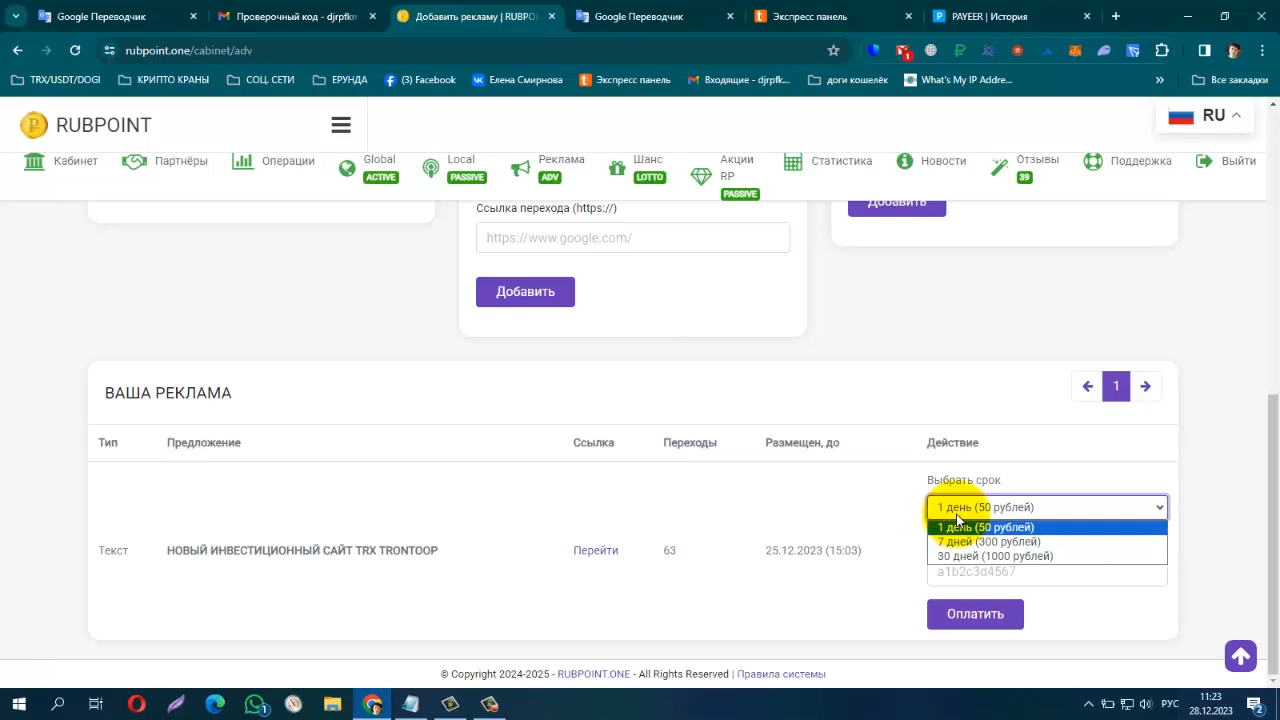 Google Переводчик
Проверочный код - djrpfkm
Добавить рекламу | RUBPO
Google Переводчик
Экспресс панель
PAYEER | История
rubpoint.one/cabinet/adv
1
TRX/USDT/DOGI
КРИПТО КРАНЫ
СОЦ. СЕТИ
ЕРУНДА
(3) Facebook
Елена Смирнова
Экспресс панель
Входящие - djrpfk...
доги кошелёк
What's My IP Addre...
»
Все закладки
RUBPOINT
RU
Кабинет
Партнёры
Операции
Global
ACTIVE
Local
PASSIVE
Реклама
ADV
Шанс
LOTTO
Акции
RP
PASSIVE
Статистика
Новости
Отзывы
39
Поддержка
Выйти
Ссылка перехода (https://)
https://www.google.com/
Добавить
Добавить
ВАША РЕКЛАМА
1
Тип Предложение Ссылка Переходы Размещен, до Действие
Выбрать срок
1 день (50 рублей)
1 день (50 рублей)
7 дней (300 рублей)
30 дней (1000 рублей)
Текст НОВЫЙ ИНВЕСТИЦИОННЫЙ САЙТ TRX TRONTOOP Перейти 63 25.12.2023 (15:03)
a1b2c3d4567
Оплатить
© Copyright 2024-2025 - RUBPOINT.ONE - All Rights Reserved | Правила системы
1
РУС
11:23
28.12.2023
2